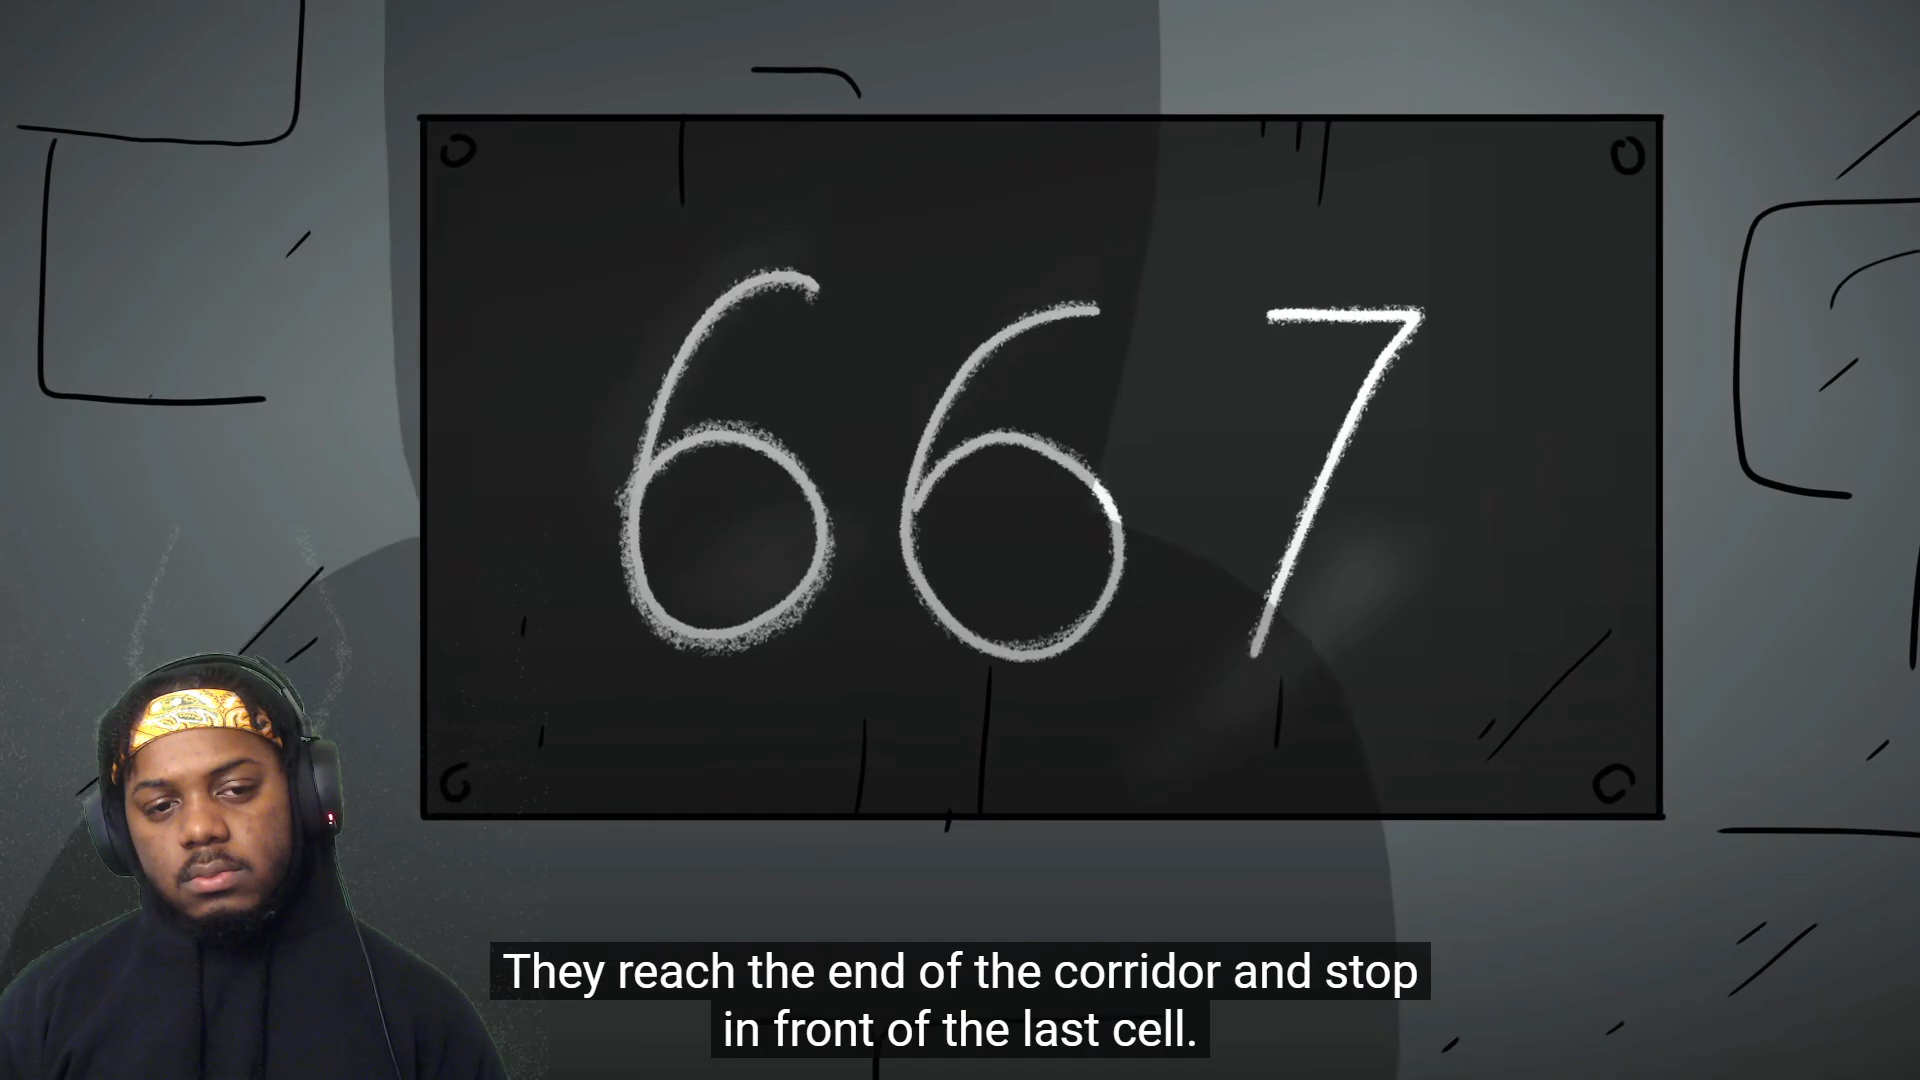 667
They reach the end of the corridor and stop
in front of the last cell.